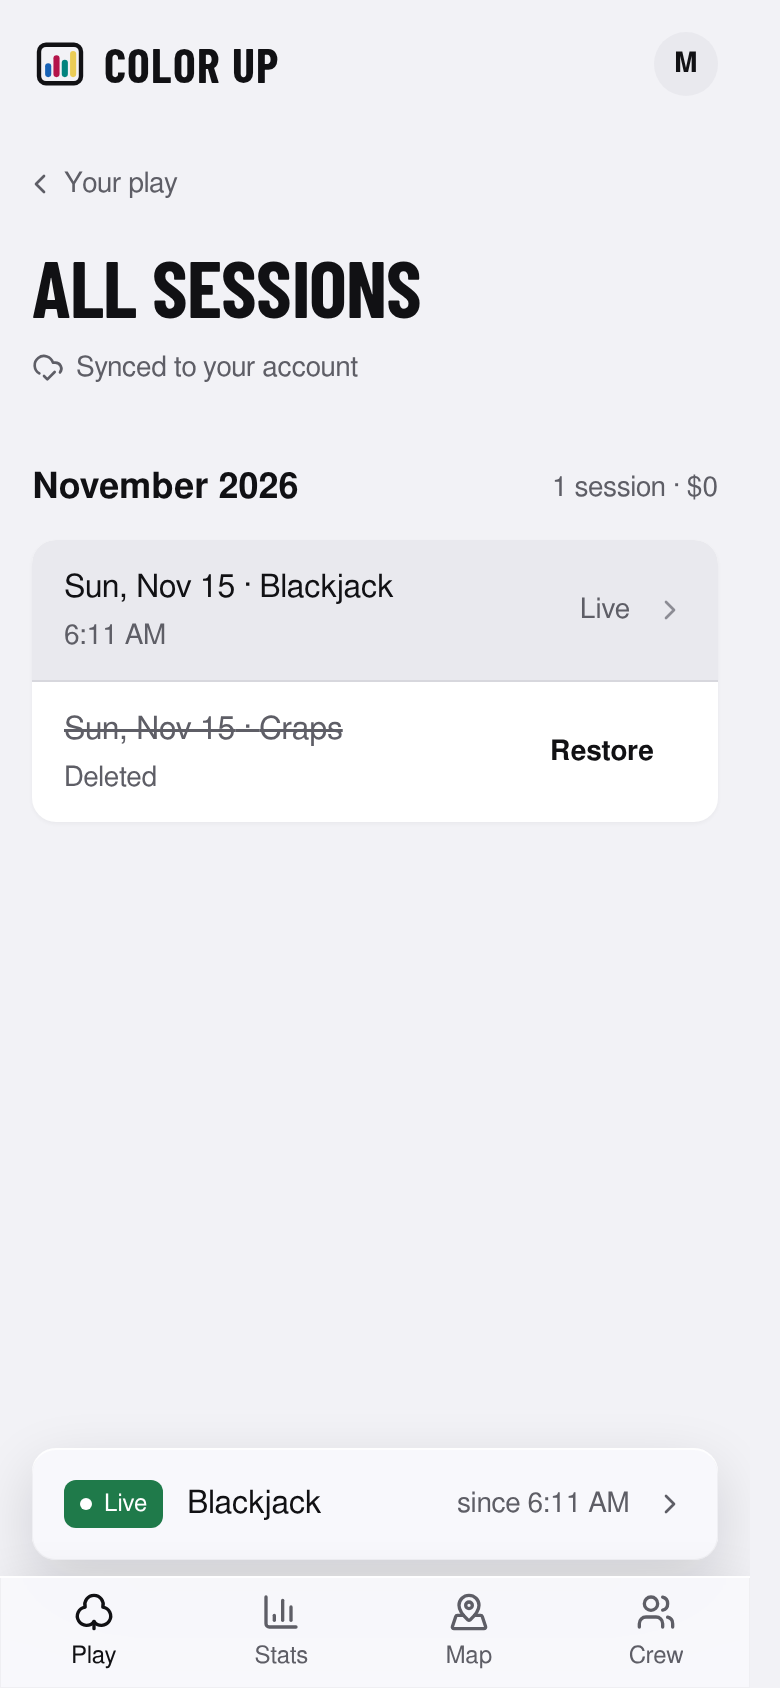 COLOR UP
M
Your play
ALL SESSIONS
Synced to your account
November 2026
1 session · $0
Sun, Nov 15 · Blackjack
6:11 AM
Live
Sun, Nov 15 · Craps
Deleted
Restore
Live
Blackjack
since 6:11 AM
Play
Stats
Map
Crew